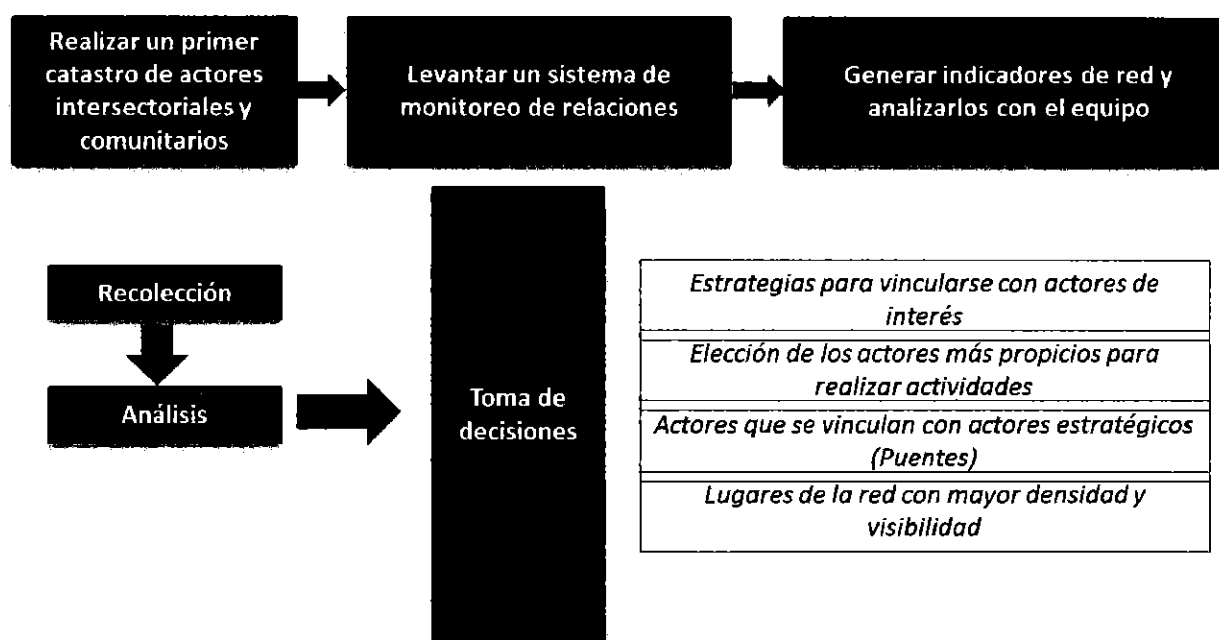 Realizar un primer
catastro de actores
intersectoriales y
comunitarios
Levantar un sistema de
monitoreo de relaciones
Generar indicadores de red y
analizarlos con el equipo
Recolección
Análisis
Toma de
decisiones
Estrategias para vincularse con actores de
interés
Elección de los actores más propicios para
realizar actividades
Actores que se vinculan con actores estratégicos
(Puentes)
Lugares de la red con mayor densidad y
visibilidad